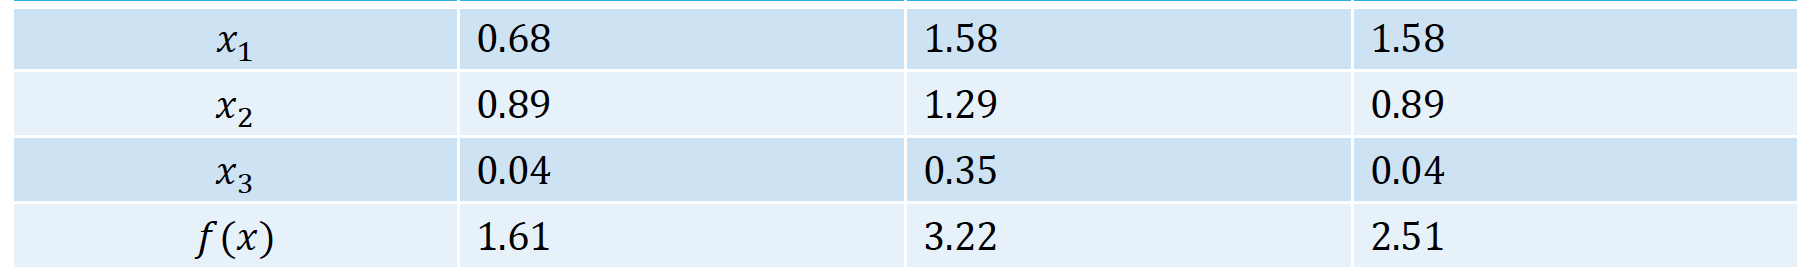 x₁ 0.68 1.58 1.58
x₂ 0.89 1.29 0.89
x₃ 0.04 0.35 0.04
f(x) 1.61 3.22 2.51